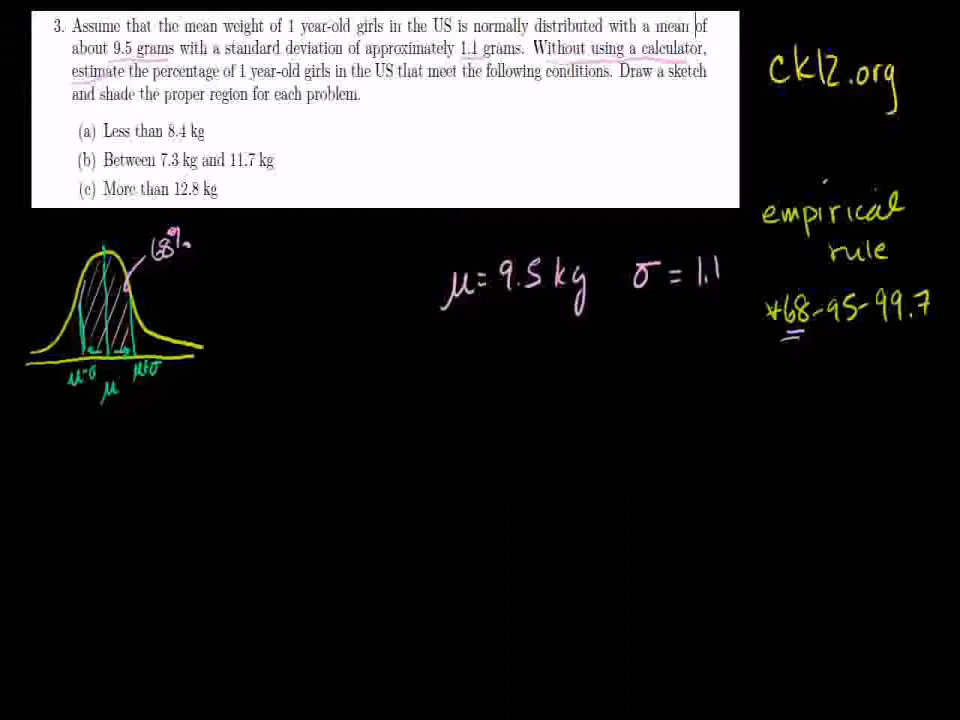 3. Assume that the mean weight of 1 year-old girls in the US is normally distributed with a mean of
about 9.5 grams with a standard deviation of approximately 1.1 grams. Without using a calculator,
estimate the percentage of 1 year-old girls in the US that meet the following conditions. Draw a sketch
and shade the proper region for each problem.
(a) Less than 8.4 kg
(b) Between 7.3 kg and 11.7 kg
(c) More than 12.8 kg
ck12.org
empirical
rule
*68-95-99.7
68%
μ=9.5 kg σ = 1.1
μ-σ μ μ+σ